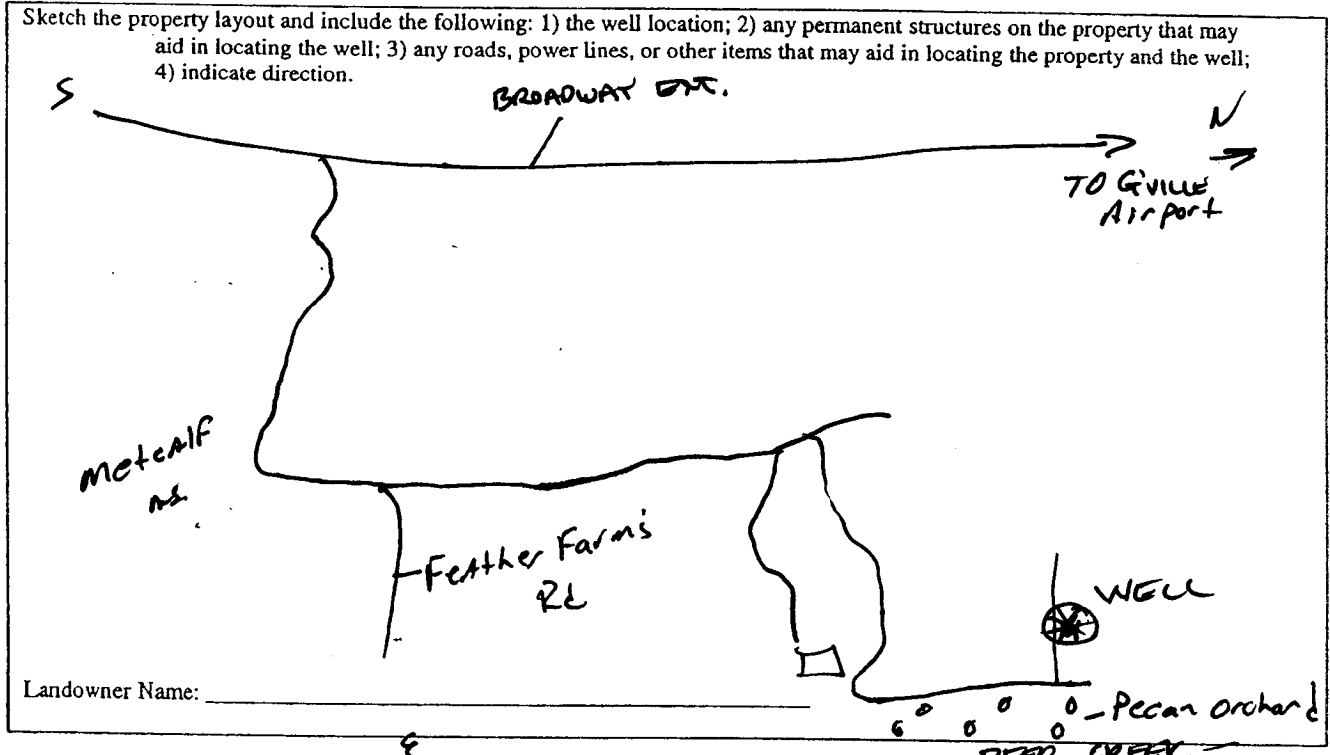 Sketch the property layout and include the following: 1) the well location; 2) any permanent structures on the property that may
aid in locating the well; 3) any roads, power lines, or other items that may aid in locating the property and the well;
4) indicate direction.
S
BROADWAY EXT.
N
TO G'VILLE
Airport
Metcalf
Feather Farm's
Rd
WELL
Landowner Name:
Pecan orchard
CREEK